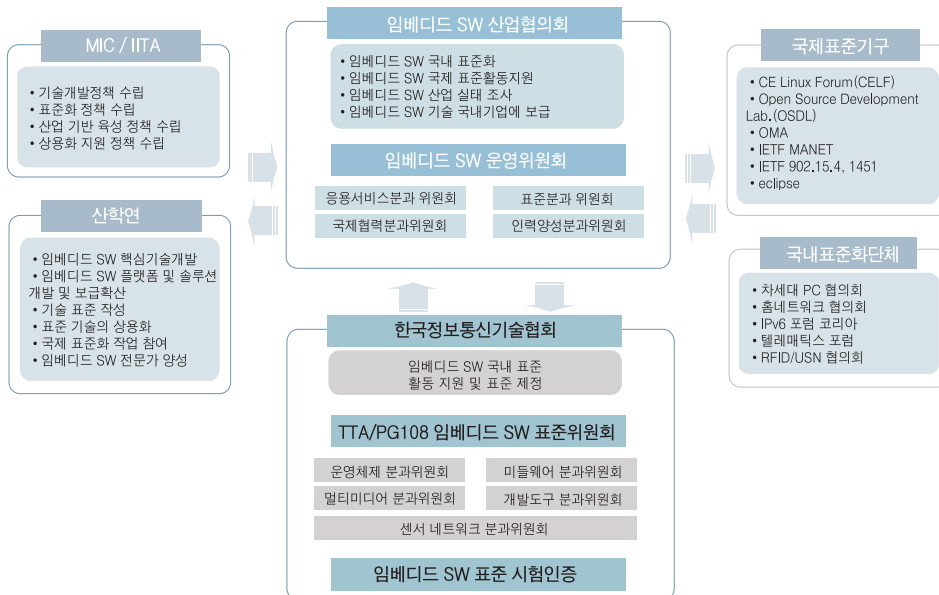 MIC / IITA
• 기술개발정책 수립
• 표준화 정책 수립
• 산업 기반 육성 정책 수립
• 상용화 지원 정책 수립
산학연
• 임베디드 SW 핵심기술개발
• 임베디드 SW 플랫폼 및 솔루션
개발 및 보급확산
• 기술 표준 작성
• 표준 기술의 상용화
• 국제 표준화 작업 참여
• 임베디드 SW 전문가 양성
임베디드 SW 산업협의회
• 임베디드 SW 국내 표준화
• 임베디드 SW 국제 표준활동지원
• 임베디드 SW 산업 실태 조사
• 임베디드 SW 기술 국내기업에 보급
임베디드 SW 운영위원회
응용서비스분과 위원회
표준분과 위원회
국제협력분과위원회
인력양성분과위원회
한국정보통신기술협회
임베디드 SW 국내 표준
활동 지원 및 표준 제정
TTA/PG108 임베디드 SW 표준위원회
운영체제 분과위원회
미들웨어 분과위원회
멀티미디어 분과위원회
개발도구 분과위원회
센서 네트워크 분과위원회
임베디드 SW 표준 시험인증
국제표준기구
• CE Linux Forum(CELF)
• Open Source Development
Lab.(OSDL)
• OMA
• IETF MANET
• IETF 902.15.4, 1451
• eclipse
국내표준화단체
• 차세대 PC 협의회
• 홈네트워크 협의회
• IPv6 포럼 코리아
• 텔레매틱스 포럼
• RFID/USN 협의회